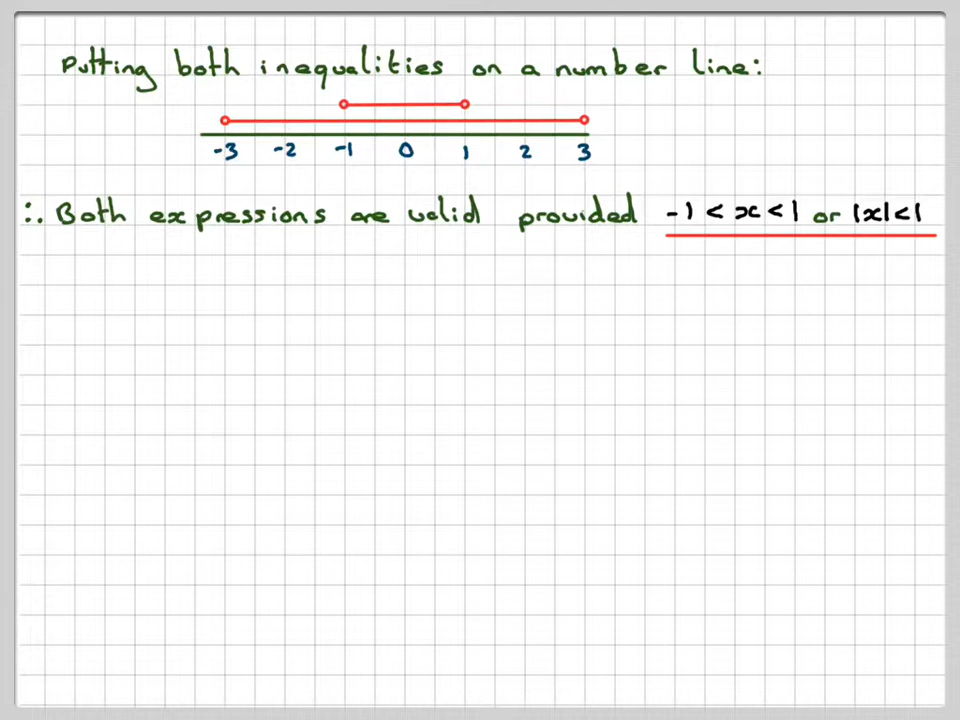 Putting both inequalities on a number line:
-3 -2 -1 0 1 2 3
∴ Both expressions are valid provided -1 < x < 1 or |x| < 1